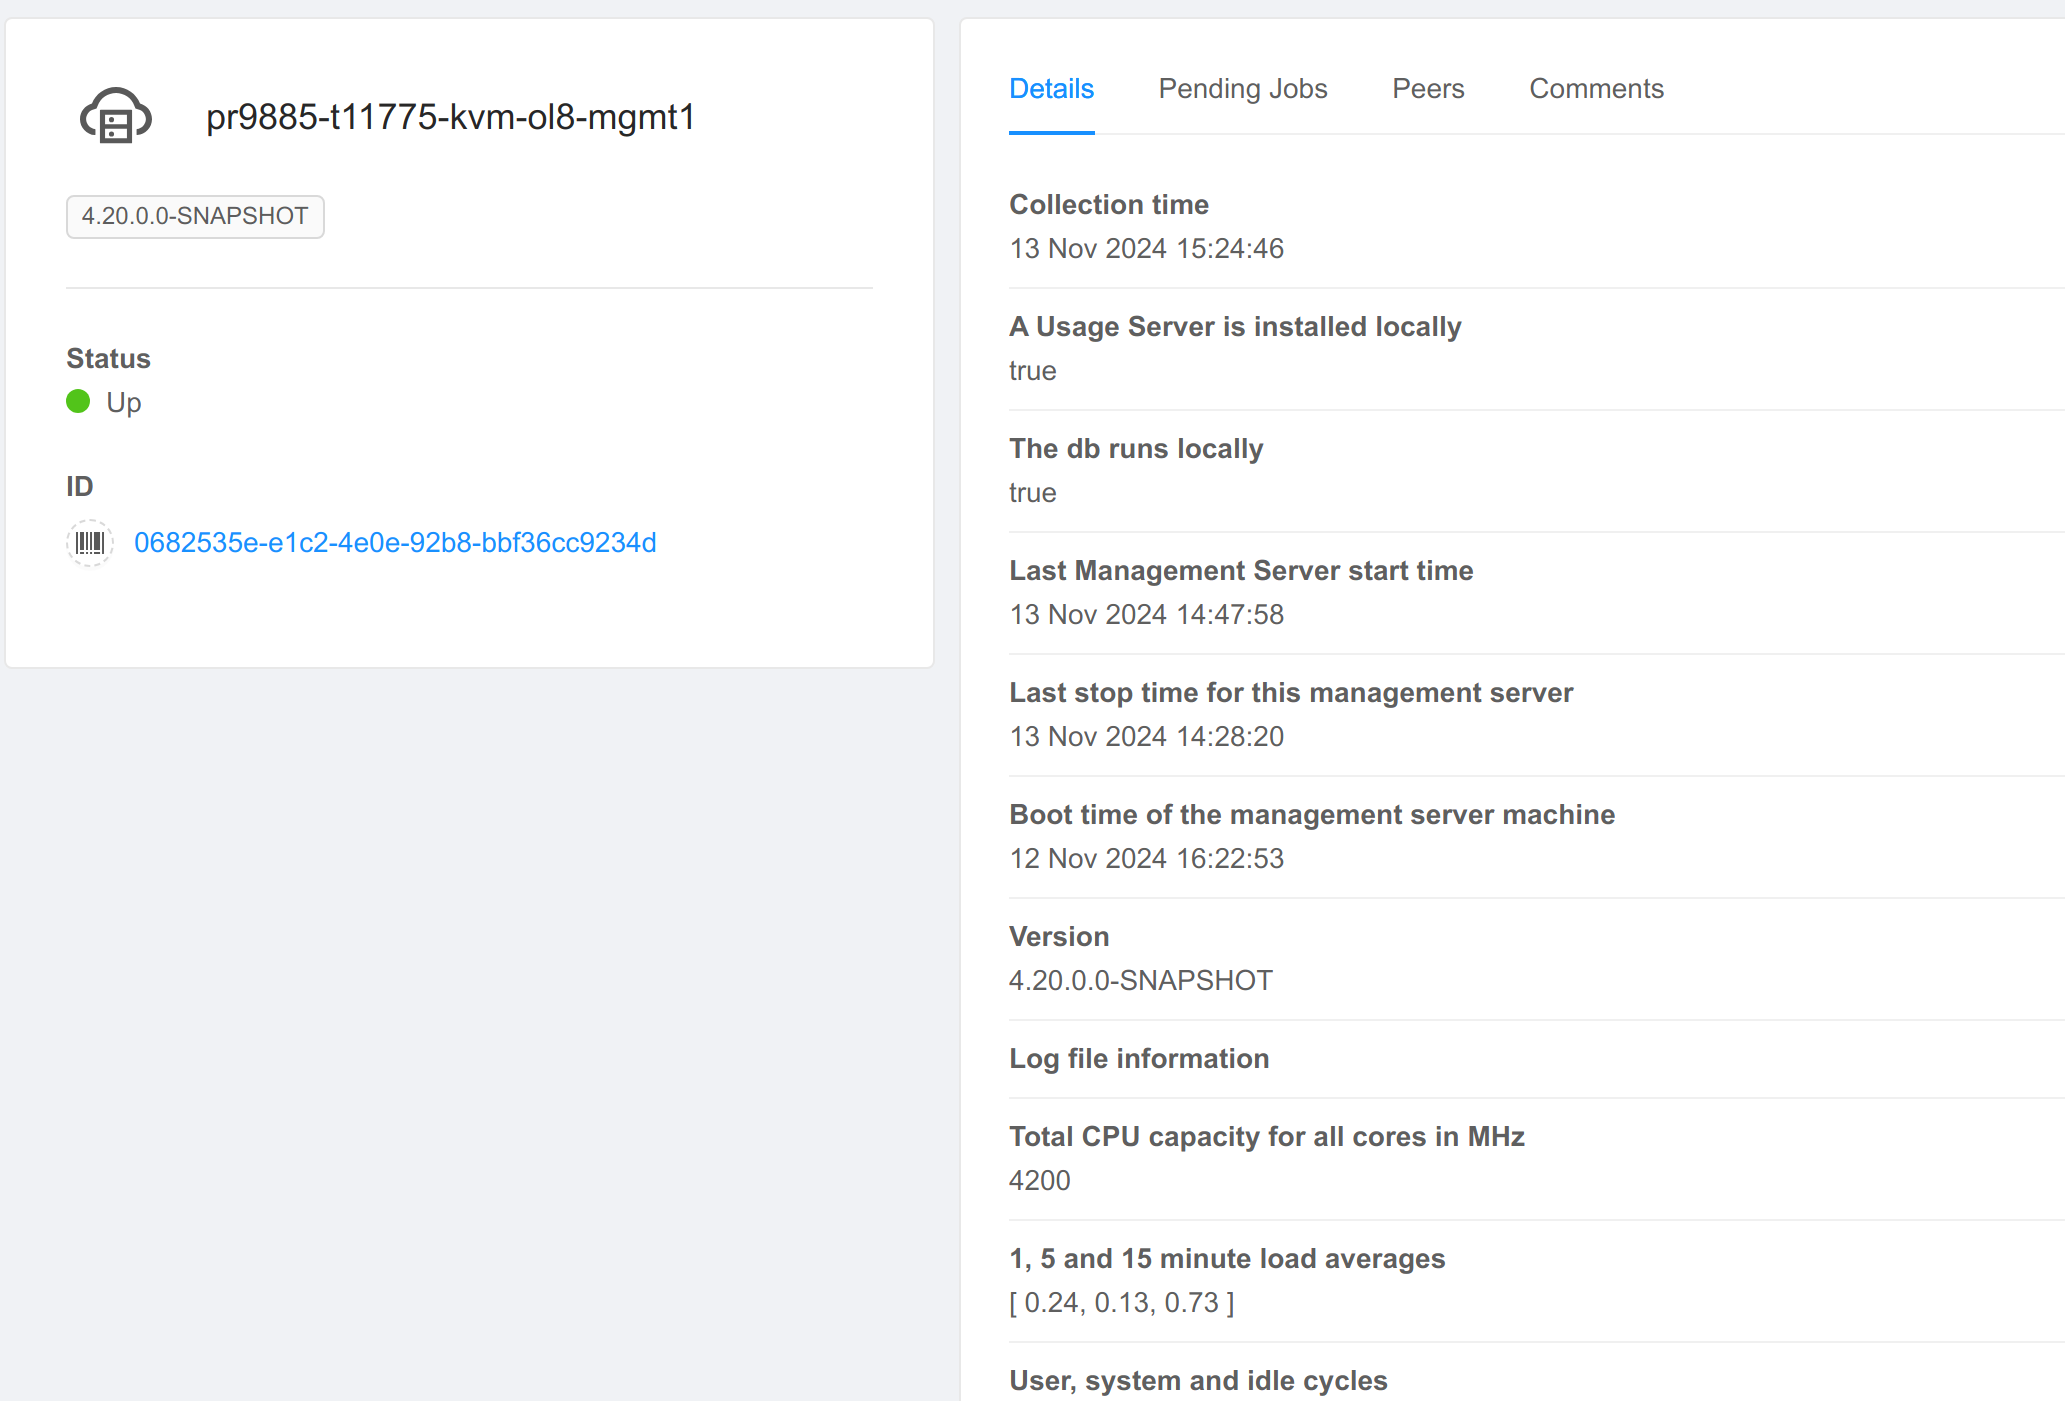 pr9885-t11775-kvm-ol8-mgmt1
4.20.0.0-SNAPSHOT
Status
Up
ID
0682535e-e1c2-4e0e-92b8-bbf36cc9234d
Details Pending Jobs Peers Comments
Collection time
13 Nov 2024 15:24:46
A Usage Server is installed locally
true
The db runs locally
true
Last Management Server start time
13 Nov 2024 14:47:58
Last stop time for this management server
13 Nov 2024 14:28:20
Boot time of the management server machine
12 Nov 2024 16:22:53
Version
4.20.0.0-SNAPSHOT
Log file information
Total CPU capacity for all cores in MHz
4200
1, 5 and 15 minute load averages
[ 0.24, 0.13, 0.73 ]
User, system and idle cycles